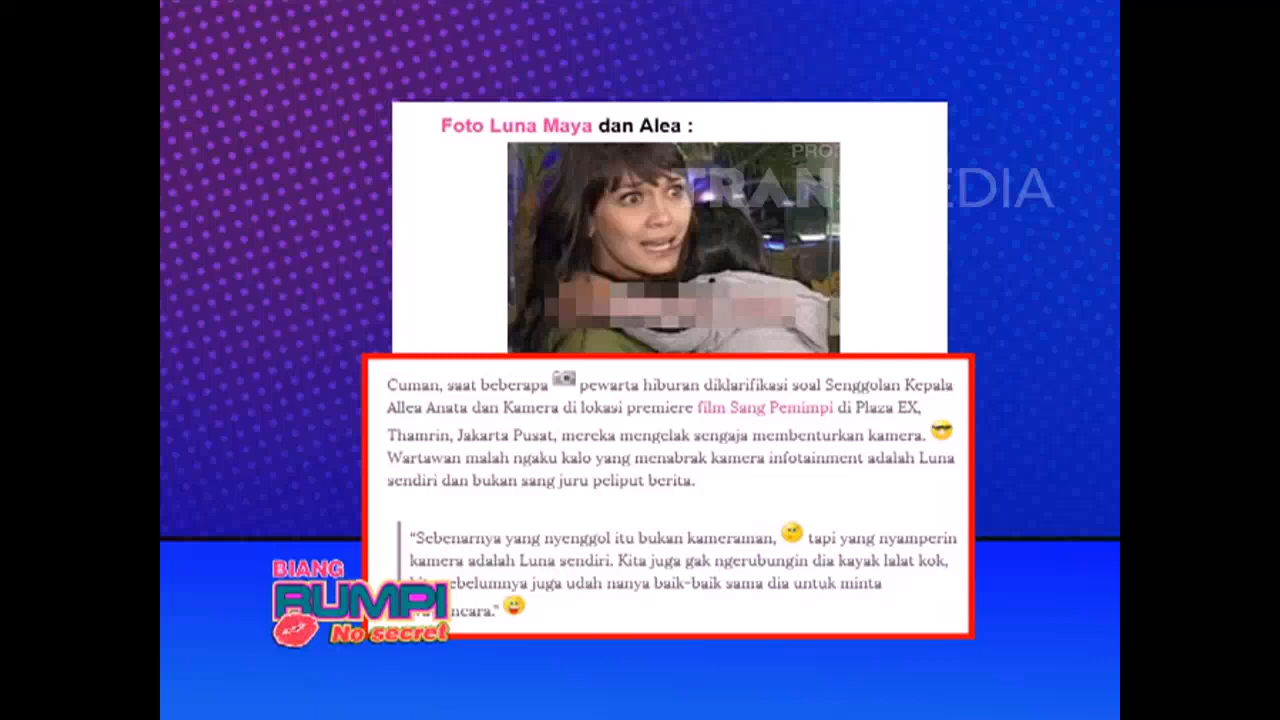 Foto Luna Maya dan Alea :
PRO
TRANS MEDIA
Cuman, saat beberapa pewarta hiburan diklarifikasi soal Senggolan Kepala
Allea Anata dan Kamera di lokasi premiere film Sang Pemimpi di Plaza EX,
Thamrin, Jakarta Pusat, mereka mengelak sengaja membenturkan kamera.
Wartawan malah ngaku kalo yang menabrak kamera infotainment adalah Luna
sendiri dan bukan sang juru peliput berita.
“Sebenarnya yang nyenggol itu bukan kameraman, tapi yang nyamperin
kamera adalah Luna sendiri. Kita juga gak ngerubungin dia kayak lalat kok,
sebelumnya juga udah nanya baik-baik sama dia untuk minta
ncara.”
BIANG
RUMPI
No secret